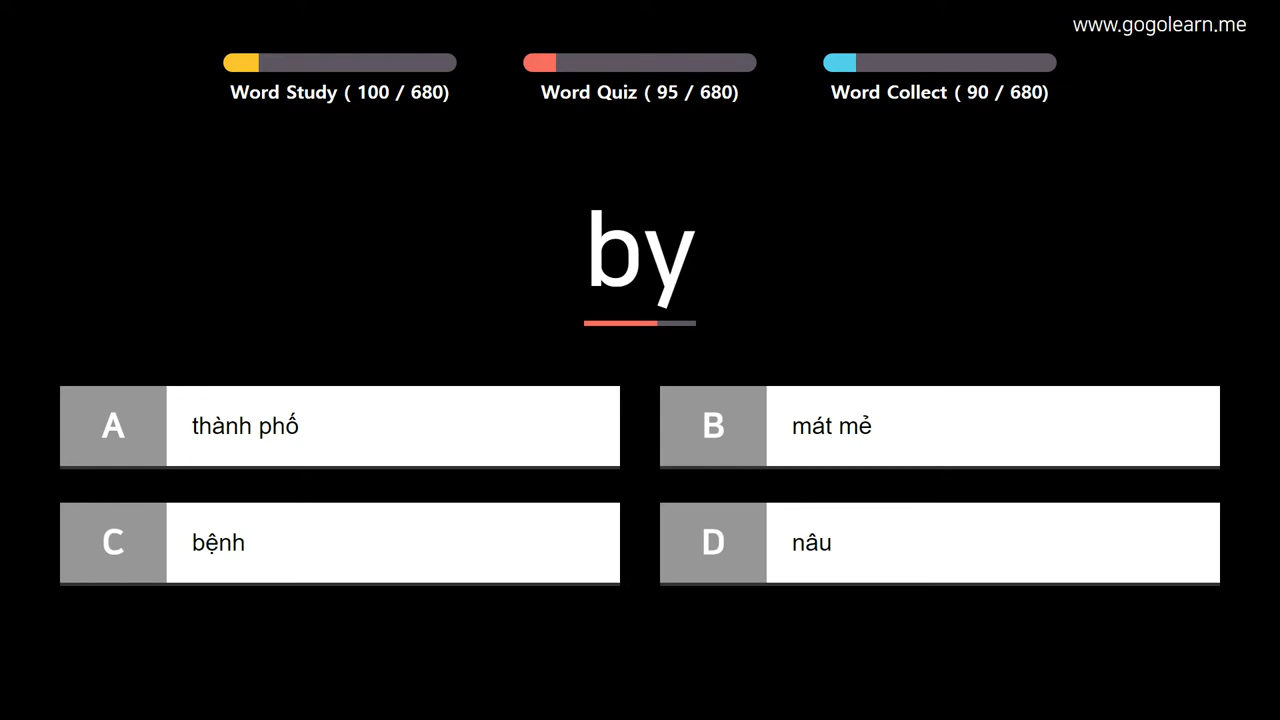 www.gogolearn.me
Word Study ( 100 / 680)
Word Quiz ( 95 / 680)
Word Collect ( 90 / 680)
by
A thành phố
B mát mẻ
C bệnh
D nâu